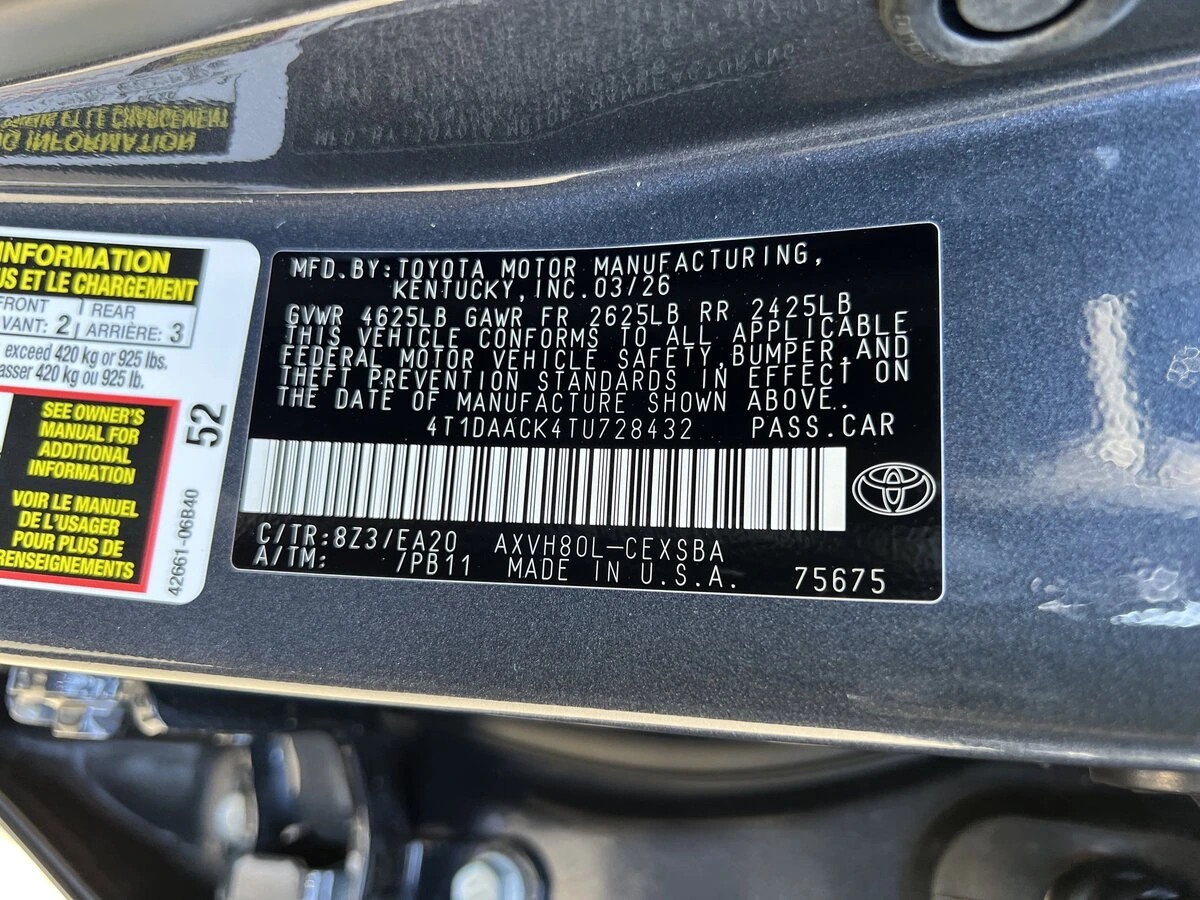 INFORMATION
US ET LE CHARGEMENT
FRONT REAR
VANT: 2 ARRIÈRE: 3
exceed 420 kg or 925 lbs.
asser 420 kg ou 925 lb.
SEE OWNER'S
MANUAL FOR
ADDITIONAL
INFORMATION
VOIR LE MANUEL
DE L'USAGER
POUR PLUS DE
RENSEIGNEMENTS
52
42661-06B40
MFD.BY:TOYOTA MOTOR MANUFACTURING,
KENTUCKY,INC.03/26
GVWR 4625LB GAWR FR 2625LB RR 2425LB
THIS VEHICLE CONFORMS TO ALL APPLICABLE
FEDERAL MOTOR VEHICLE SAFETY,BUMPER,AND
THEFT PREVENTION STANDARDS IN EFFECT ON
THE DATE OF MANUFACTURE SHOWN ABOVE.
4T1DAACK4TU728432 PASS.CAR
C/TR:8Z3/EA20 AXVH80L-CEXSBA
A/TM: /PB11 MADE IN U.S.A. 75675